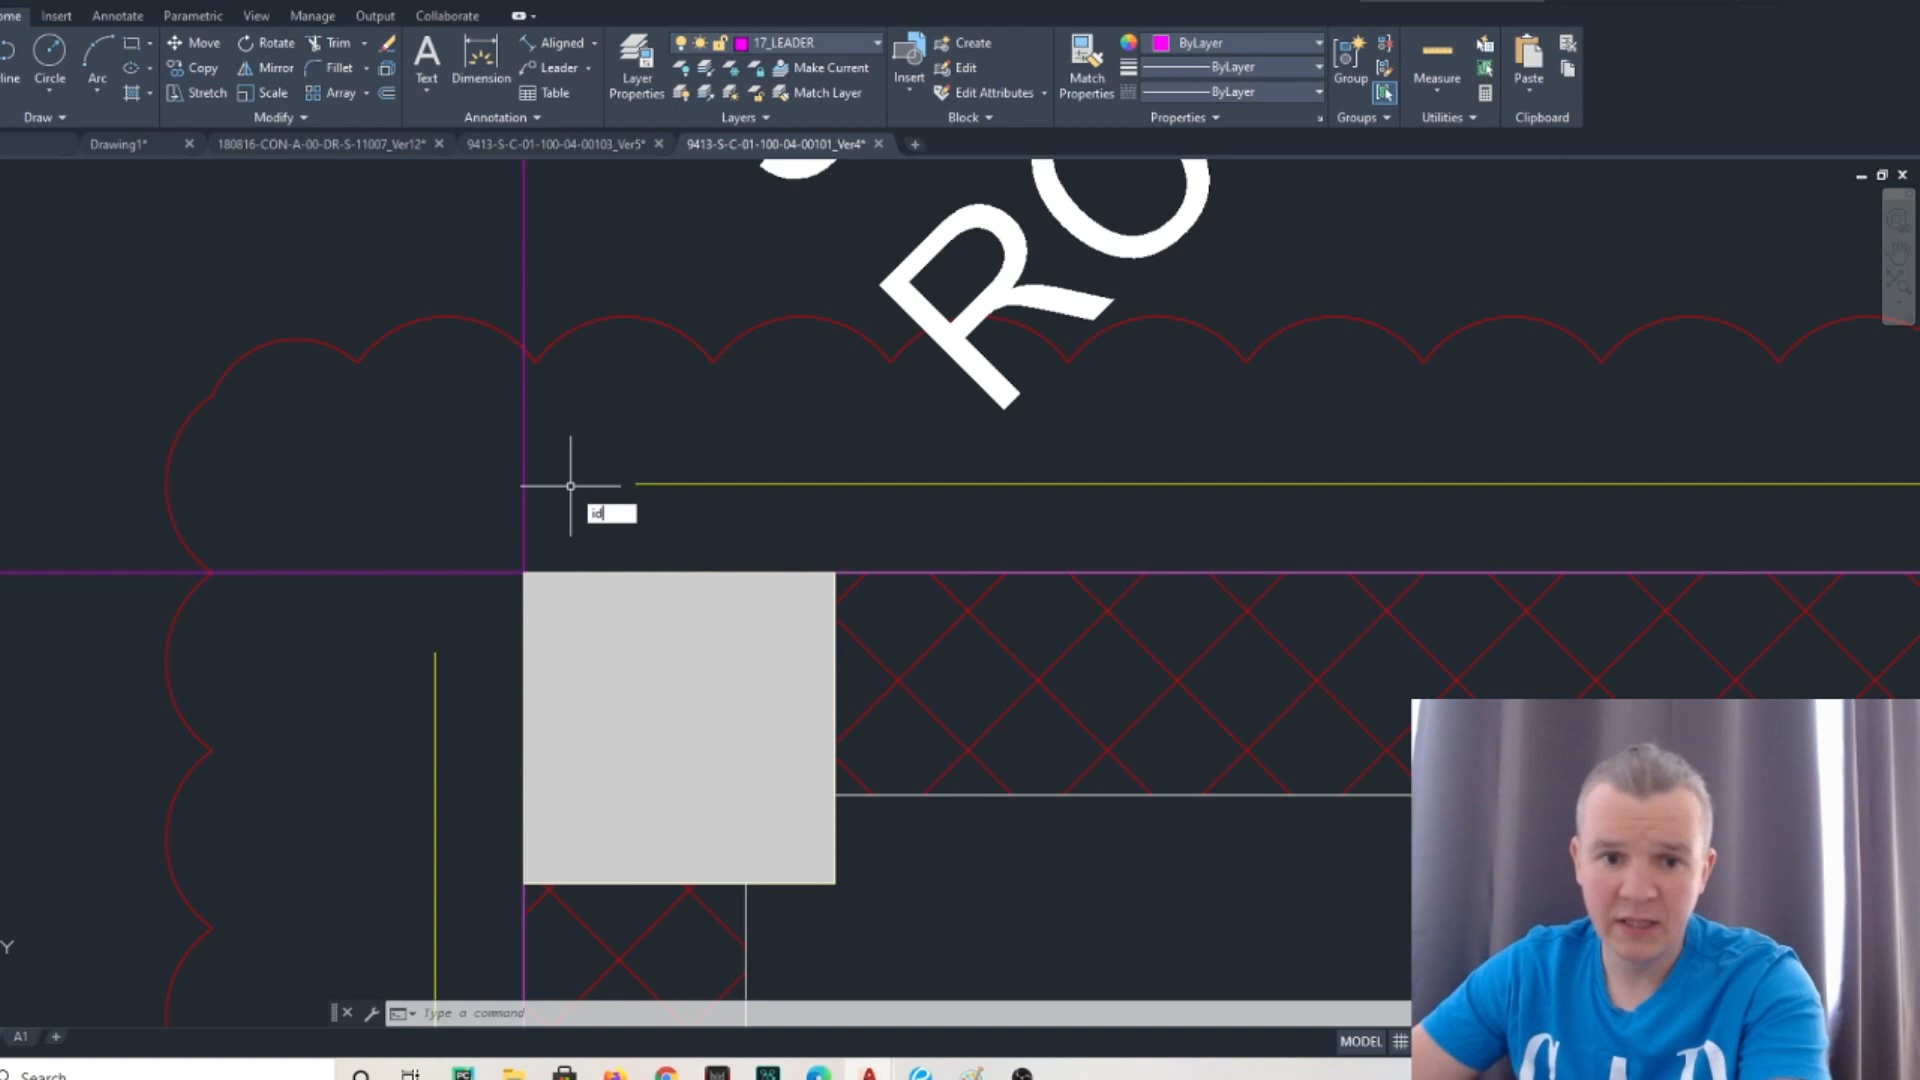 ome Insert Annotate Parametric View Manage Output Collaborate
line Circle Arc Move Rotate Trim Text Dimension Aligned Layer Properties 17_LEADER Insert Create Match Properties ByLayer Group Measure Paste
Copy Mirror Fillet Leader Make Current Edit ByLayer
Stretch Scale Array Table Match Layer Edit Attributes ByLayer
Draw Modify Annotation Layers Block Properties Groups Utilities Clipboard
Drawing1* 180816-CON-A-00-DR-S-11007_Ver12* 9413-S-C-01-100-04-00103_Ver5* 9413-S-C-01-100-04-00101_Ver4*
RO
id
Y
Type a command
A1 MODEL
Search